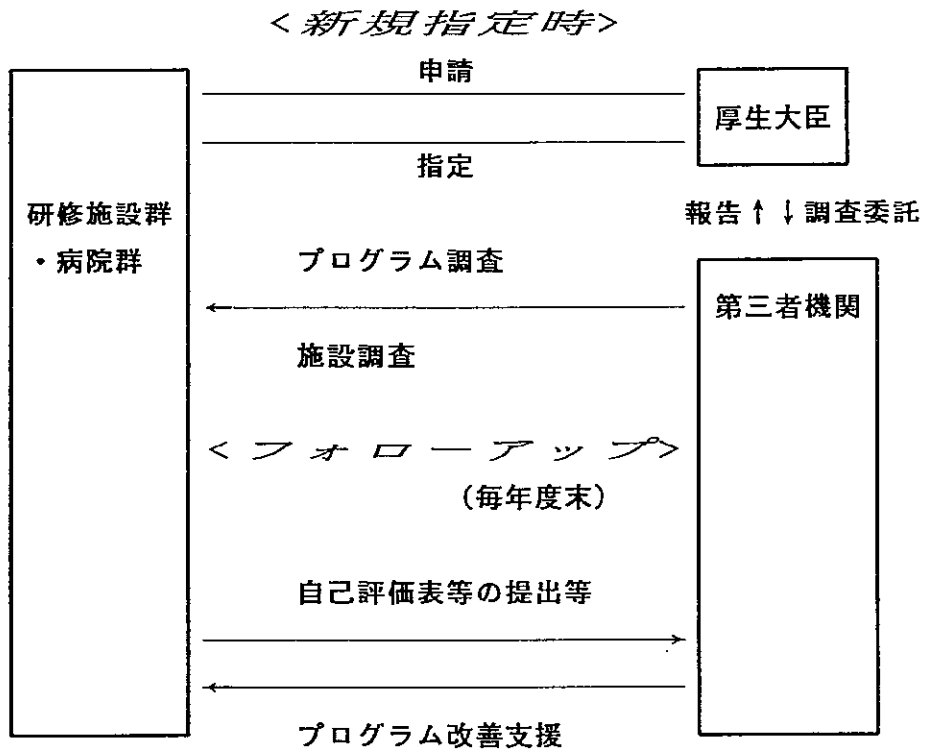 <新規指定時>
申請
厚生大臣
指定
研修施設群
・病院群
報告↑↓調査委託
プログラム調査
第三者機関
施設調査
<フォローアップ>
(毎年度末)
自己評価表等の提出等
プログラム改善支援